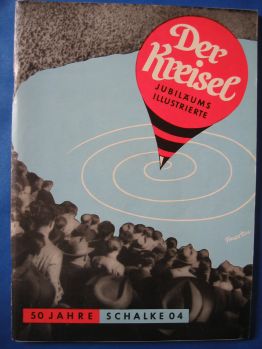 Der
Kreisel
JUBILÄUMS
ILLUSTRIERTE
50 JAHRE SCHALKE 04